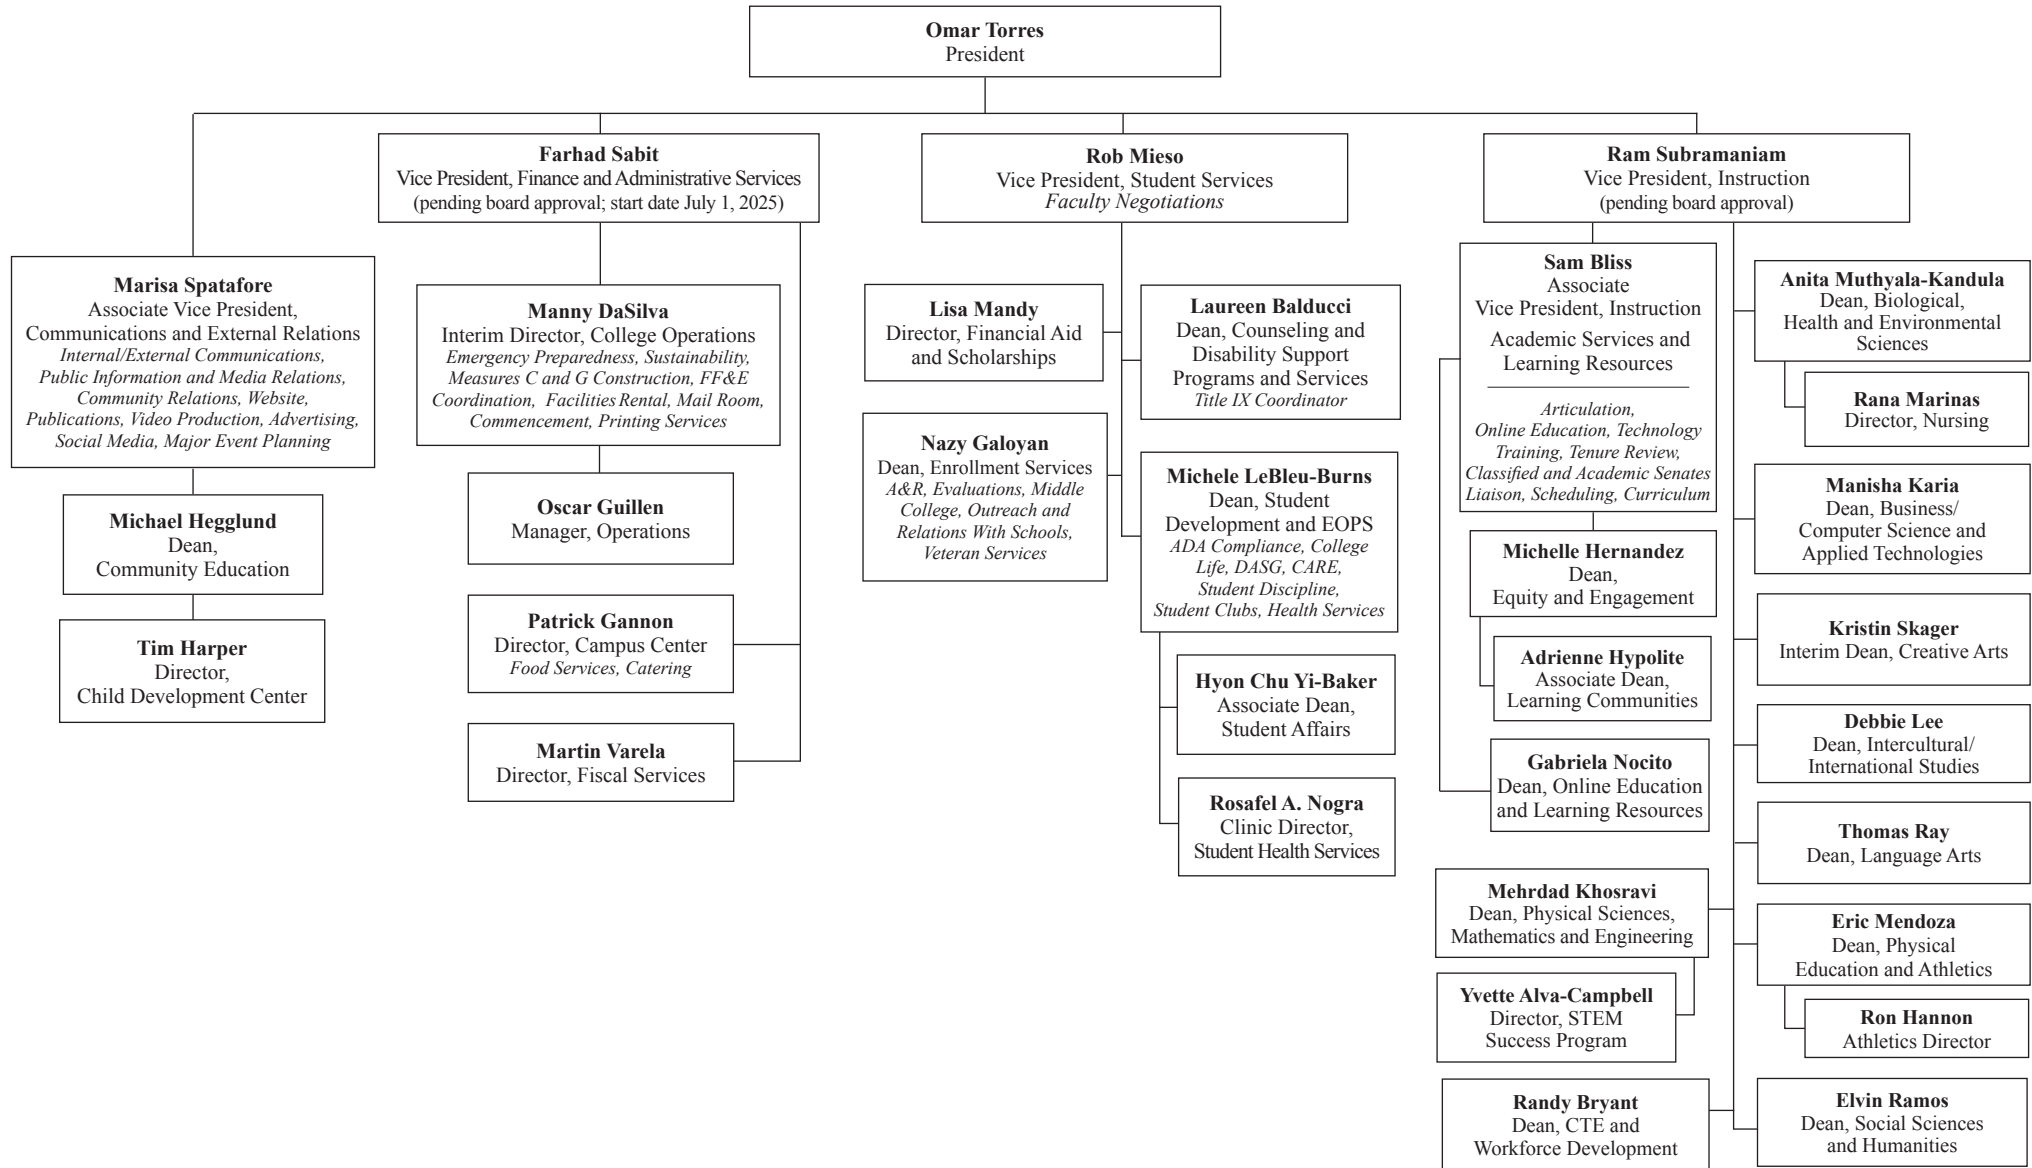 Omar Torres
President
Farhad Sabit
Vice President, Finance and Administrative Services
(pending board approval; start date July 1, 2025)
Rob Mieso
Vice President, Student Services
Faculty Negotiations
Ram Subramaniam
Vice President, Instruction
(pending board approval)
Marisa Spatafore
Associate Vice President,
Communications and External Relations
Internal/External Communications,
Public Information and Media Relations,
Community Relations, Website,
Publications, Video Production, Advertising,
Social Media, Major Event Planning
Michael Hegglund
Dean,
Community Education
Tim Harper
Director,
Child Development Center
Manny DaSilva
Interim Director, College Operations
Emergency Preparedness, Sustainability,
Measures C and G Construction, FF&E
Coordination, Facilities Rental, Mail Room,
Commencement, Printing Services
Oscar Guillen
Manager, Operations
Patrick Gannon
Director, Campus Center
Food Services, Catering
Martin Varela
Director, Fiscal Services
Lisa Mandy
Director, Financial Aid
and Scholarships
Nazy Galoyan
Dean, Enrollment Services
A&R, Evaluations, Middle
College, Outreach and
Relations With Schools,
Veteran Services
Laureen Balducci
Dean, Counseling and
Disability Support
Programs and Services
Title IX Coordinator
Michele LeBleu-Burns
Dean, Student
Development and EOPS
ADA Compliance, College
Life, DASG, CARE,
Student Discipline,
Student Clubs, Health Services
Hyon Chu Yi-Baker
Associate Dean,
Student Affairs
Rosafel A. Nogra
Clinic Director,
Student Health Services
Sam Bliss
Associate
Vice President, Instruction
Academic Services and
Learning Resources
Articulation,
Online Education, Technology
Training, Tenure Review,
Classified and Academic Senates
Liaison, Scheduling, Curriculum
Michelle Hernandez
Dean,
Equity and Engagement
Adrienne Hypolite
Associate Dean,
Learning Communities
Gabriela Nocito
Dean, Online Education
and Learning Resources
Mehrdad Khosravi
Dean, Physical Sciences,
Mathematics and Engineering
Yvette Alva-Campbell
Director, STEM
Success Program
Randy Bryant
Dean, CTE and
Workforce Development
Anita Muthyala-Kandula
Dean, Biological,
Health and Environmental
Sciences
Rana Marinas
Director, Nursing
Manisha Karia
Dean, Business/
Computer Science and
Applied Technologies
Kristin Skager
Interim Dean, Creative Arts
Debbie Lee
Dean, Intercultural/
International Studies
Thomas Ray
Dean, Language Arts
Eric Mendoza
Dean, Physical
Education and Athletics
Ron Hannon
Athletics Director
Elvin Ramos
Dean, Social Sciences
and Humanities